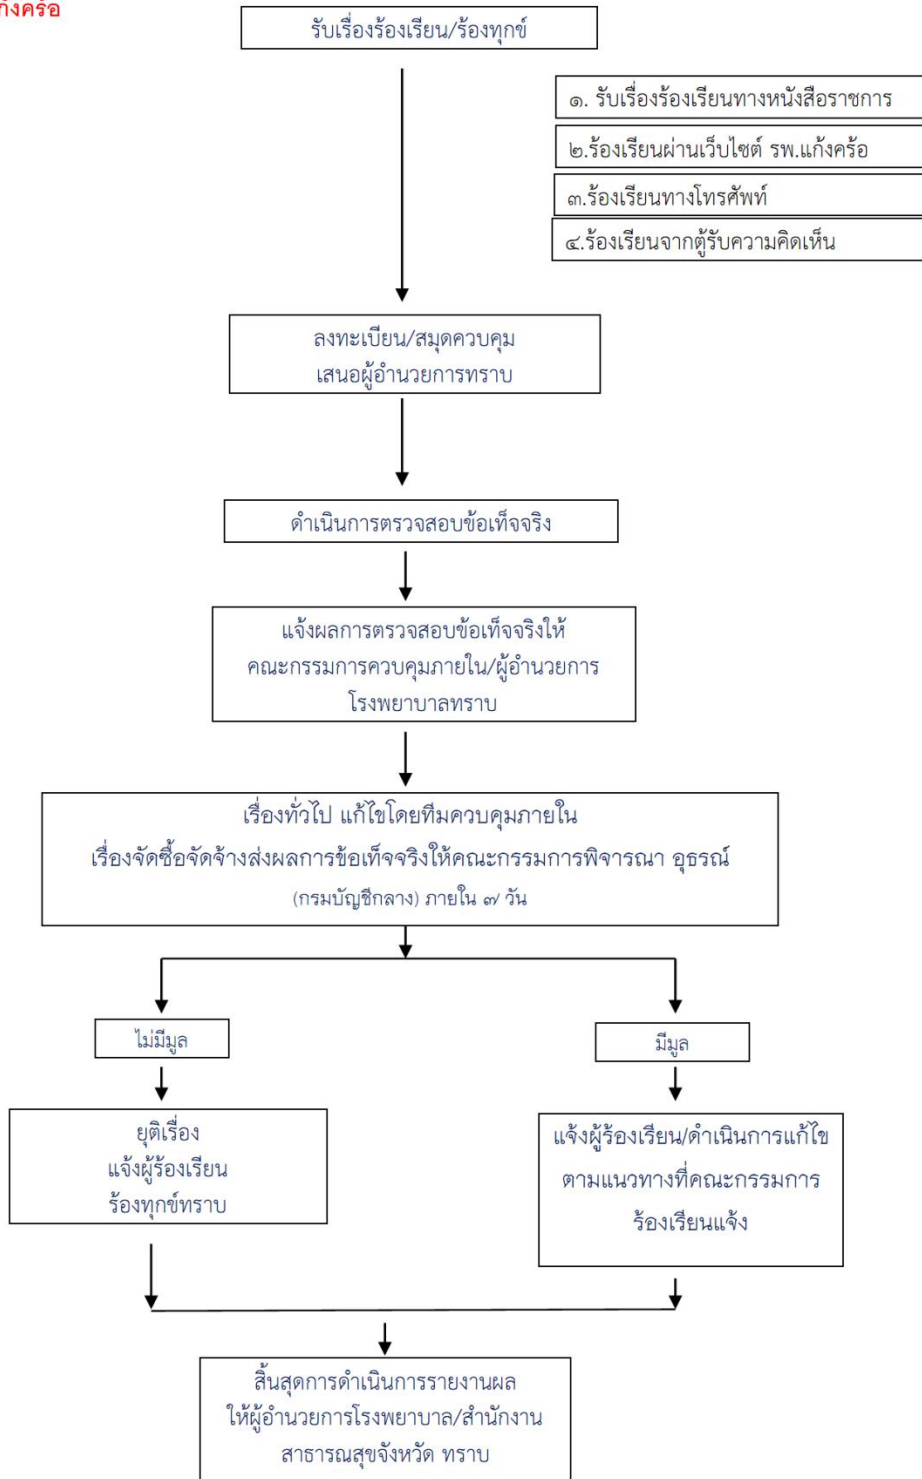 รับเรื่องร้องเรียน/ร้องทุกข์
๑. รับเรื่องร้องเรียนทางหนังสือราชการ
๒.ร้องเรียนผ่านเว็บไซต์ รพ.แก้งคร้อ
๓.ร้องเรียนทางโทรศัพท์
๔.ร้องเรียนจากตู้รับความคิดเห็น
ลงทะเบียน/สมุดควบคุม
เสนอผู้อำนวยการทราบ
ดำเนินการตรวจสอบข้อเท็จจริง
แจ้งผลการตรวจสอบข้อเท็จจริงให้
คณะกรรมการควบคุมภายใน/ผู้อำนวยการ
โรงพยาบาลทราบ
เรื่องทั่วไป แก้ไขโดยทีมควบคุมภายใน
เรื่องจัดซื้อจัดจ้างส่งผลการข้อเท็จจริงให้คณะกรรมการพิจารณา อุธรณ์
(กรมบัญชีกลาง) ภายใน ๗ วัน
ไม่มีมูล
มีมูล
ยุติเรื่อง
แจ้งผู้ร้องเรียน
ร้องทุกข์ทราบ
แจ้งผู้ร้องเรียน/ดำเนินการแก้ไข
ตามแนวทางที่คณะกรรมการ
ร้องเรียนแจ้ง
สิ้นสุดการดำเนินการรายงานผล
ให้ผู้อำนวยการโรงพยาบาล/สำนักงาน
สาธารณสุขจังหวัด ทราบ